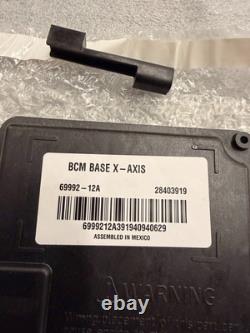 BCM BASE X-AXIS
69992-12A 28403919
6999212A391940940629
ASSEMBLED IN MEXICO
WARNING